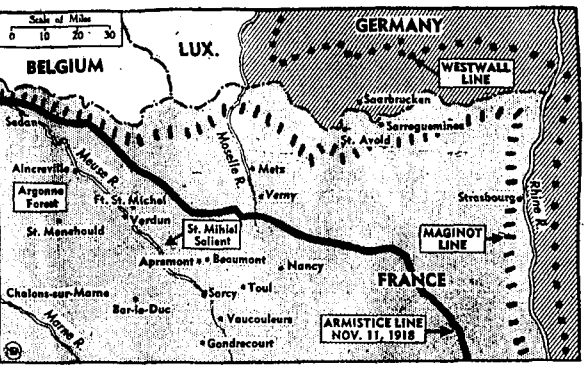 Scale of Miles
0 10 20 30
GERMANY
LUX.
BELGIUM
WESTWALL
LINE
Saarbrucken
Sedan
Sarreguemines
St. Avold
Moselle R.
Meuse R.
Aincreville
Metz
Argonne
Forest
Ft. St. Michel
Verny
Strasbourg
Rhine R.
Verdun
St. Menehould
St. Mihiel
Salient
MAGINOT
LINE
Apremont
Beaumont
Nancy
FRANCE
Chalons-sur-Marne
Sorcy
Toul
Bar-le-Duc
Marne R.
Vaucouleurs
ARMISTICE LINE
NOV. 11, 1918
Gondrecourt